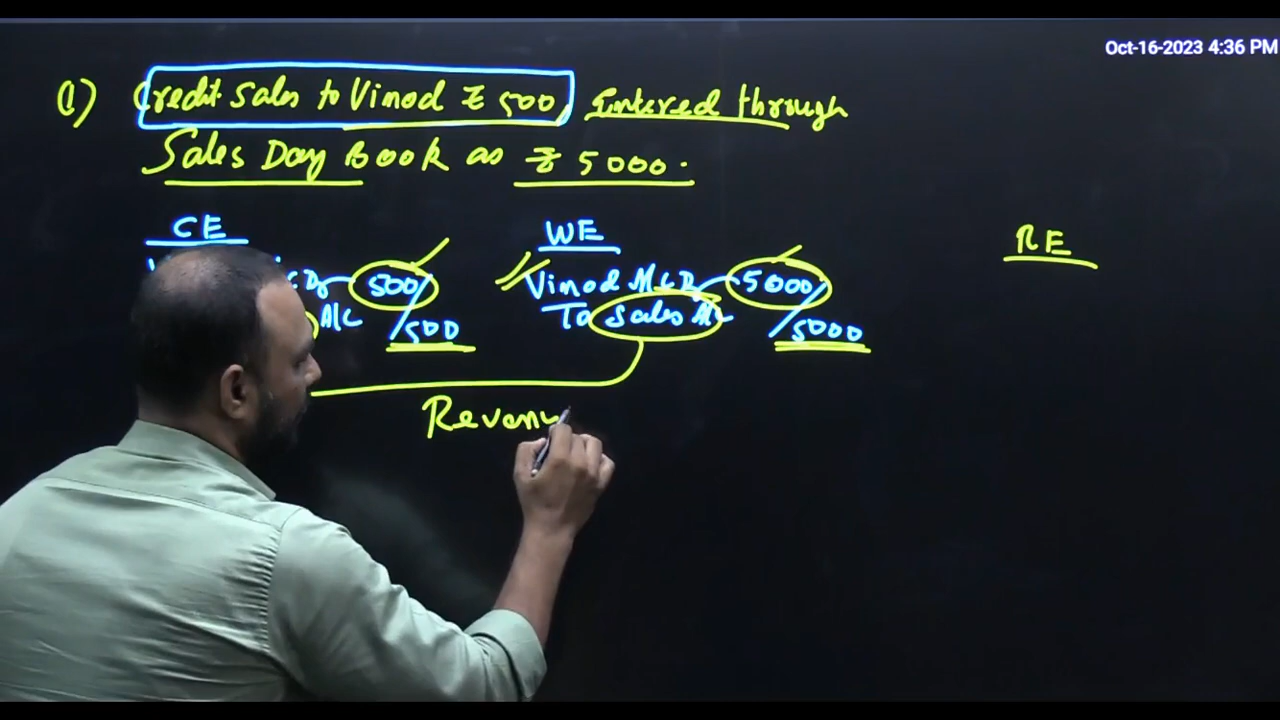 Oct-16-2023 4:36 PM
(1) Credit Sales to Vinod ₹ 500, Entered through
Sales Day Book as ₹ 5000.
CE WE RE
Dr 500/ Vinod A/c Dr 5000/
A/c /500 To Sales A/c /5000
Revenu